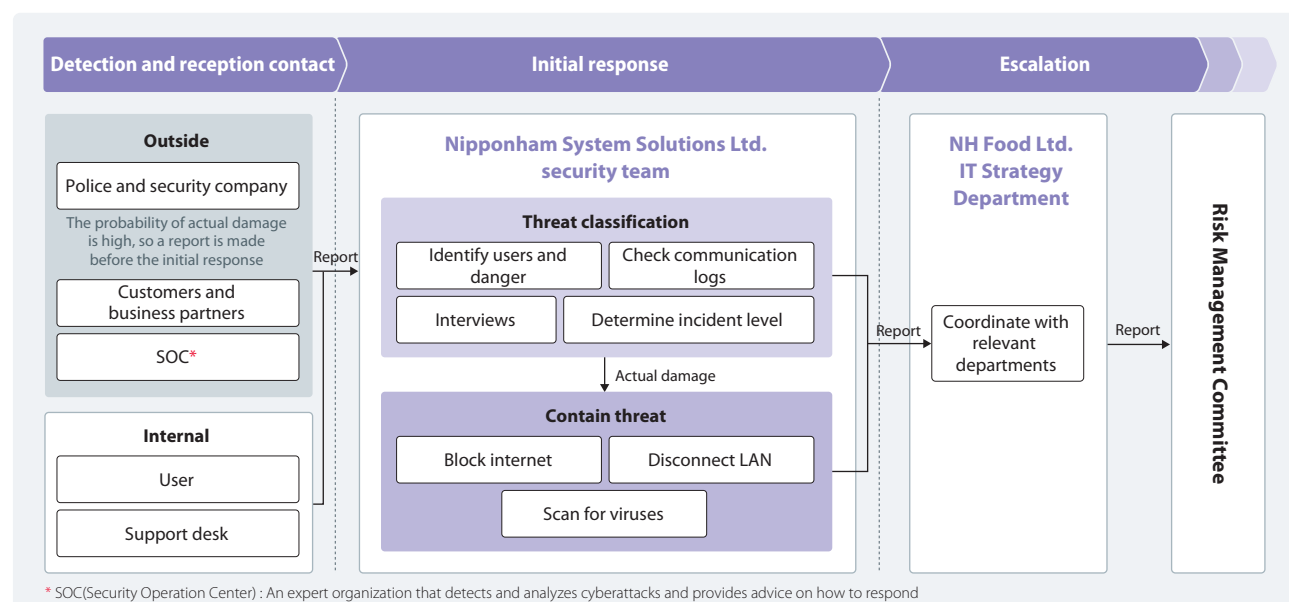 Detection and reception contact
Initial response
Escalation
Outside
Police and security company
The probability of actual damage
is high, so a report is made
before the initial response
Customers and
business partners
SOC*
Internal
User
Support desk
Report
Nipponham System Solutions Ltd.
security team
Threat classification
Identify users and
danger
Check communication
logs
Interviews
Determine incident level
Actual damage
Contain threat
Block internet
Disconnect LAN
Scan for viruses
Report
NH Food Ltd.
IT Strategy
Department
Coordinate with
relevant
departments
Report
Risk Management Committee
* SOC(Security Operation Center) : An expert organization that detects and analyzes cyberattacks and provides advice on how to respond